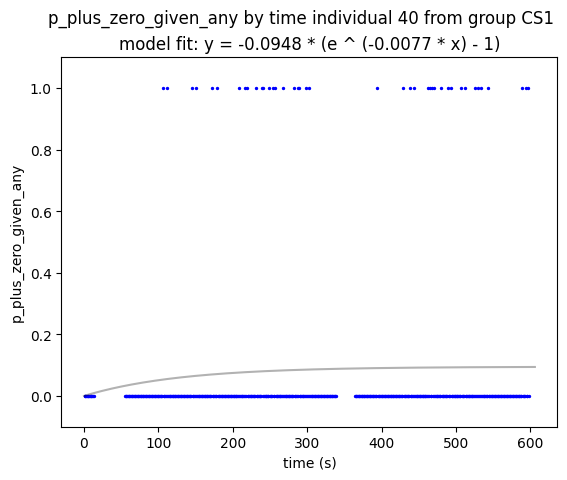 p_plus_zero_given_any by time individual 40 from group CS1
model fit: y = -0.0948 * (e ^ (-0.0077 * x) - 1)
p_plus_zero_given_any
1.0
0.8
0.6
0.4
0.2
0.0
0 100 200 300 400 500 600
time (s)